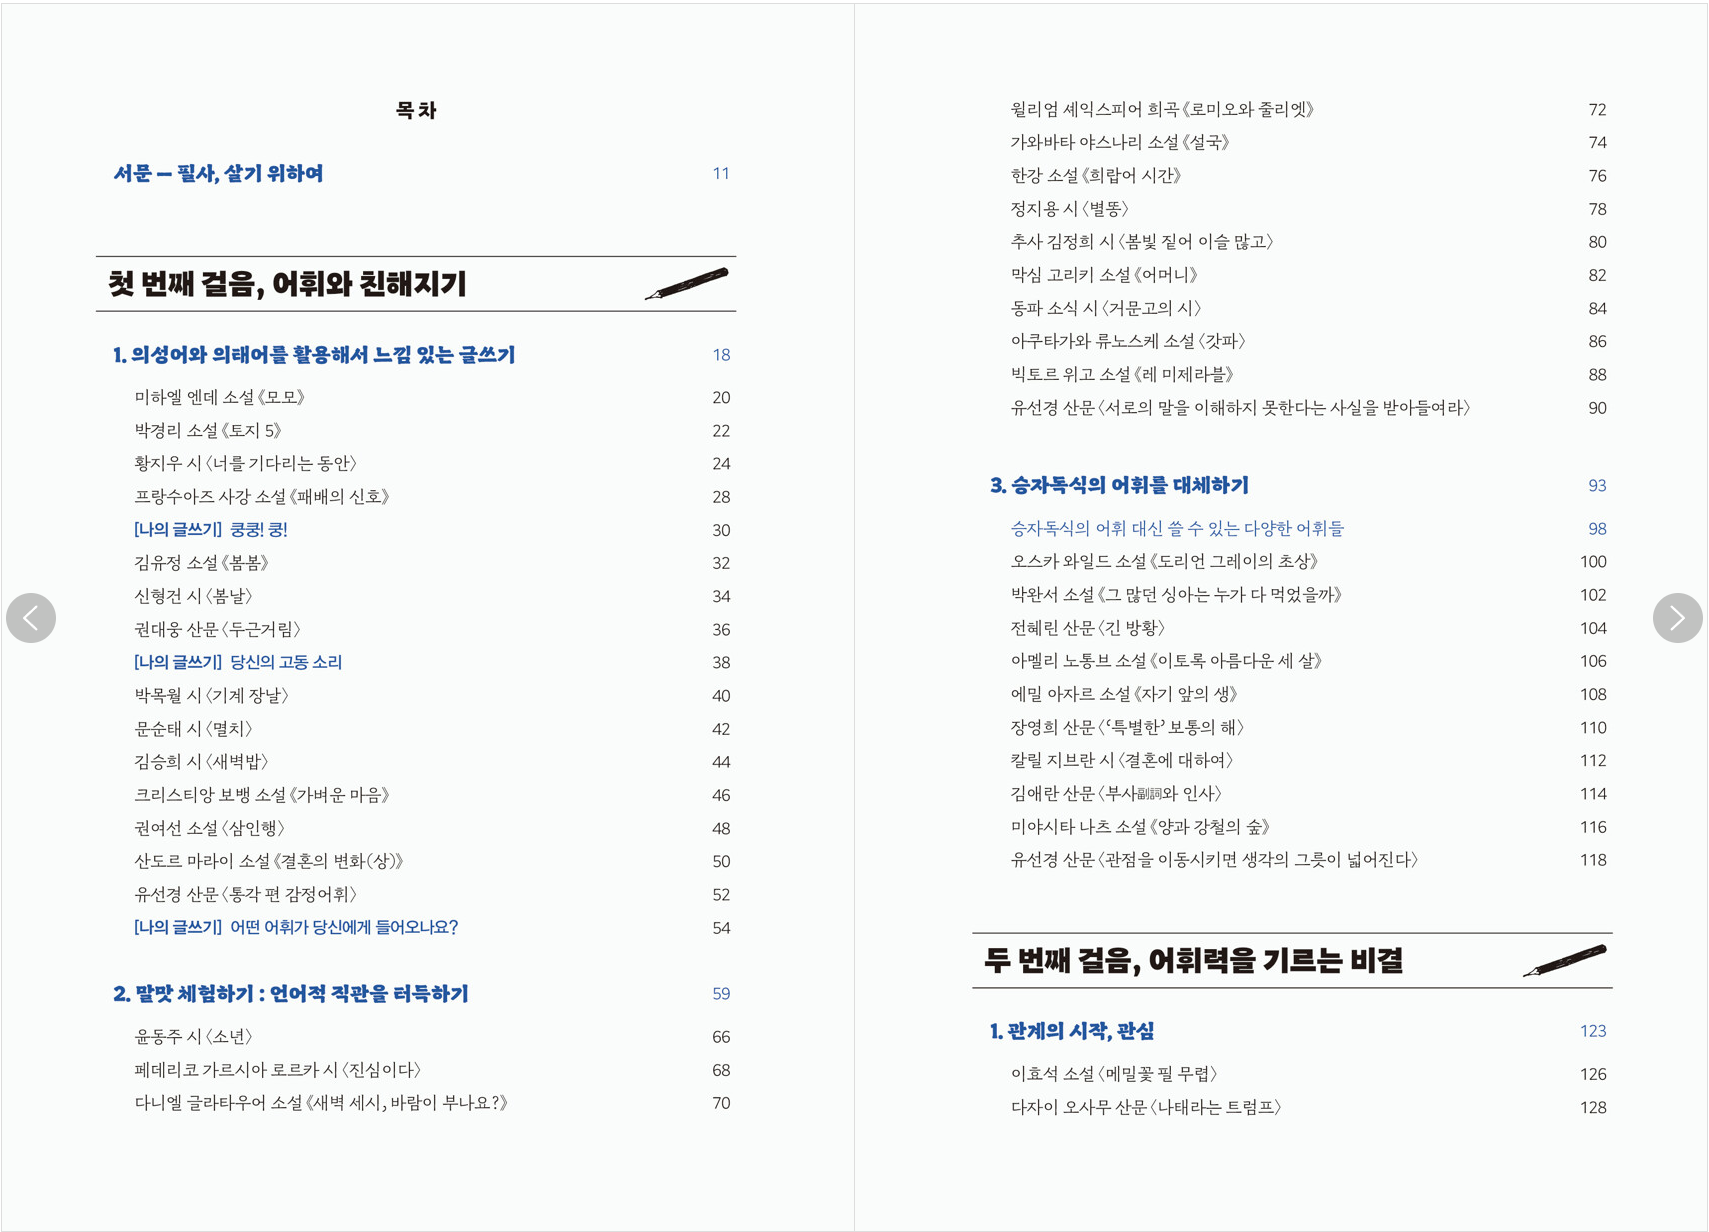 목차
서문 – 필사, 살기 위하여 11
첫 번째 걸음, 어휘와 친해지기
1. 의성어와 의태어를 활용해서 느낌 있는 글쓰기 18
미하엘 엔데 소설 《모모》 20
박경리 소설 《토지 5》 22
황지우 시 〈너를 기다리는 동안〉 24
프랑수아즈 사강 소설 《패배의 신호》 28
[나의 글쓰기] 쿵쿵! 쿵! 30
김유정 소설 《봄봄》 32
신형건 시 〈봄날〉 34
권대웅 산문 〈두근거림〉 36
[나의 글쓰기] 당신의 고동 소리 38
박목월 시 〈기계 장날〉 40
문순태 시 〈멸치〉 42
김승희 시 〈새벽밥〉 44
크리스티앙 보뱅 소설 《가벼운 마음》 46
권여선 소설 〈삼인행〉 48
산도르 마라이 소설 《결혼의 변화(상)》 50
유선경 산문 〈통각 편 감정어휘〉 52
[나의 글쓰기] 어떤 어휘가 당신에게 들어오나요? 54
2. 말맛 체험하기 : 언어적 직관을 터득하기 59
윤동주 시 〈소년〉 66
페데리코 가르시아 로르카 시 〈진심이다〉 68
다니엘 글라타우어 소설 《새벽 세시, 바람이 부나요?》 70
윌리엄 셰익스피어 희곡 《로미오와 줄리엣》 72
가와바타 야스나리 소설 《설국》 74
한강 소설 《희랍어 시간》 76
정지용 시 〈별똥〉 78
추사 김정희 시 〈봄빛 짙어 이슬 많고〉 80
막심 고리키 소설 《어머니》 82
동파 소식 시 〈거문고의 시〉 84
아쿠타가와 류노스케 소설 〈갓파〉 86
빅토르 위고 소설 《레 미제라블》 88
유선경 산문 〈서로의 말을 이해하지 못한다는 사실을 받아들여라〉 90
3. 승자독식의 어휘를 대체하기 93
승자독식의 어휘 대신 쓸 수 있는 다양한 어휘들 98
오스카 와일드 소설 《도리언 그레이의 초상》 100
박완서 소설 《그 많던 싱아는 누가 다 먹었을까》 102
전혜린 산문 〈긴 방황〉 104
아멜리 노통브 소설 《이토록 아름다운 세 살》 106
에밀 아자르 소설 《자기 앞의 생》 108
장영희 산문 〈‘특별한’ 보통의 해〉 110
칼릴 지브란 시 〈결혼에 대하여〉 112
김애란 산문 〈부사副詞와 인사〉 114
미야시타 나츠 소설 《양과 강철의 숲》 116
유선경 산문 〈관점을 이동시키면 생각의 그릇이 넓어진다〉 118
두 번째 걸음, 어휘력을 기르는 비결
1. 관계의 시작, 관심 123
이효석 소설 〈메밀꽃 필 무렵〉 126
다자이 오사무 산문 〈나태라는 트럼프〉 128